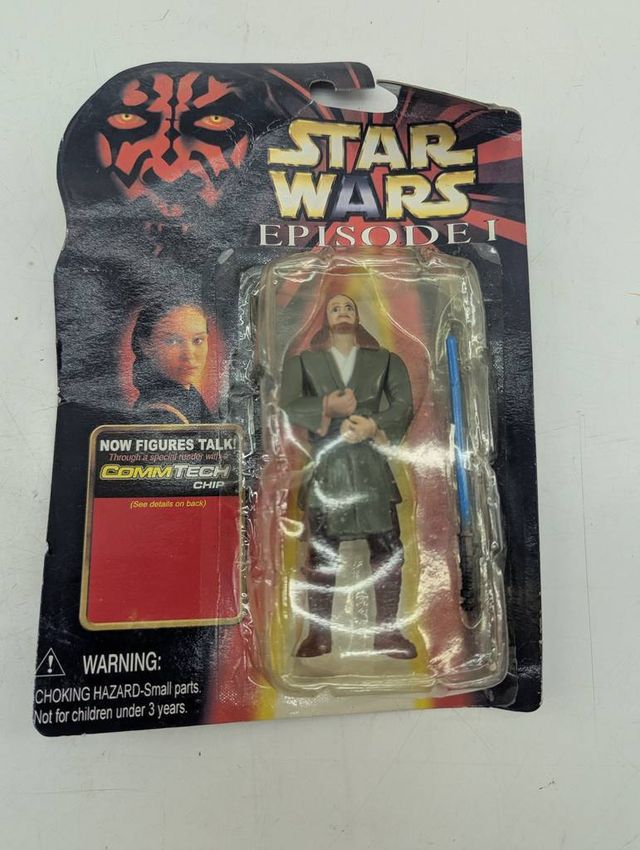 STAR
WARS
EPISODE I
NOW FIGURES TALK!
Through a special reader with a
COMMTECH
CHIP
(See details on back)
WARNING:
CHOKING HAZARD-Small parts.
Not for children under 3 years.